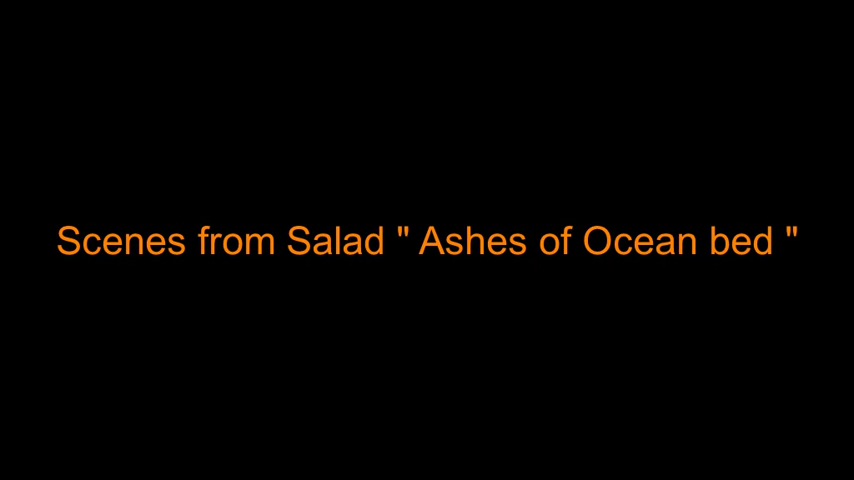 Scenes from Salad " Ashes of Ocean bed "